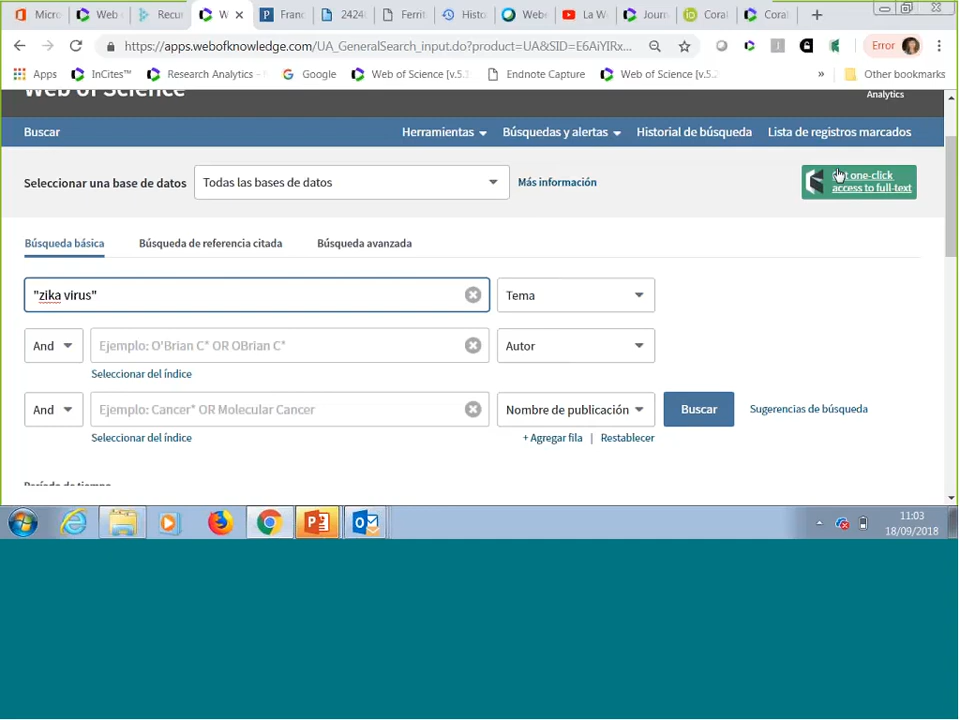 Micro
Web
Recur
W
Franc
2424
Ferrit
Histo
Webe
La W
Journ
Coral
Coral
https://apps.webofknowledge.com/UA_GeneralSearch_input.do?product=UA&SID=E6AiYIRx...
Error
Apps
InCites™
Research Analytics -
Google
Web of Science [v.5.
Endnote Capture
Web of Science [v.5.
»
Other bookmarks
Web of Science
Analytics
Buscar
Herramientas
Búsquedas y alertas
Historial de búsqueda
Lista de registros marcados
Seleccionar una base de datos
Todas las bases de datos
Más información
one-click
access to full-text
Búsqueda básica
Búsqueda de referencia citada
Búsqueda avanzada
"zika virus"
Tema
And
Ejemplo: O'Brian C* OR OBrian C*
Autor
Seleccionar del índice
And
Ejemplo: Cancer* OR Molecular Cancer
Nombre de publicación
Buscar
Sugerencias de búsqueda
Seleccionar del índice
+ Agregar fila | Restablecer
Período de tiempo
11:03
18/09/2018